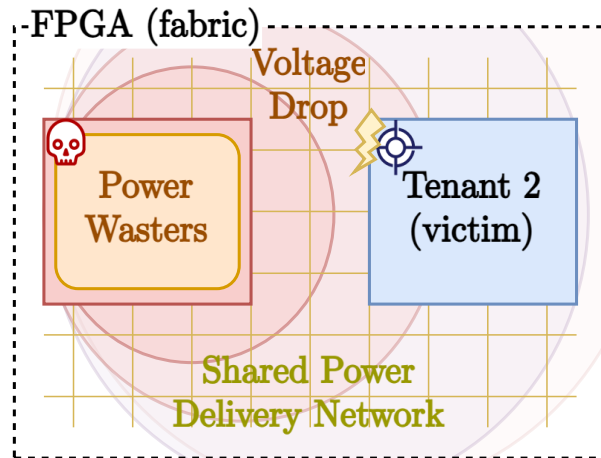 FPGA (fabric)
Voltage
Drop
Power
Wasters
Tenant 2
(victim)
Shared Power
Delivery Network